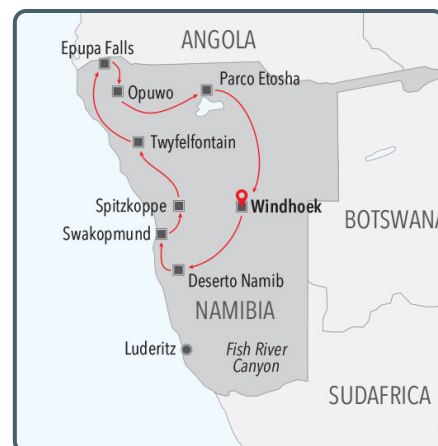 ANGOLA
Epupa Falls
Opuwo
Parco Etosha
Twyfelfontain
Spitzkoppe
Windhoek
Swakopmund
BOTSWANA
Deserto Namib
NAMIBIA
Luderitz
Fish River
Canyon
SUDAFRICA